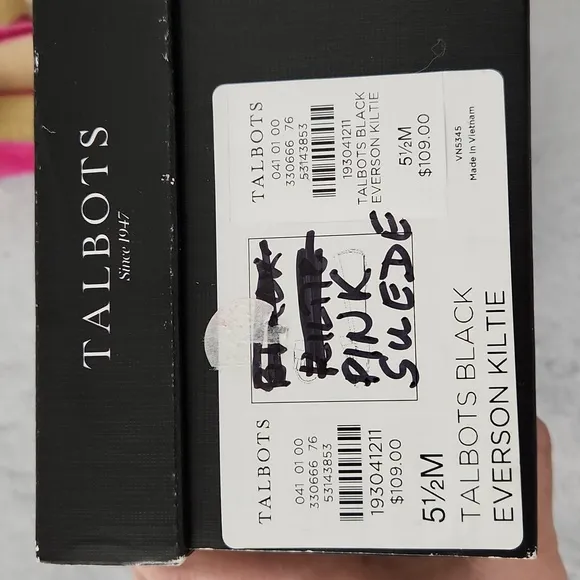 TALBOTS
Since 1947
TALBOTS
041 01 00
330666 76
53143853
193041211
TALBOTS BLACK
EVERSON KILTIE
5½M
$109.00
VN5345
Made In Vietnam
PINK
SUEDE
TALBOTS
041 01 00
330666 76
53143853
193041211
$109.00
5½M
TALBOTS BLACK
EVERSON KILTIE